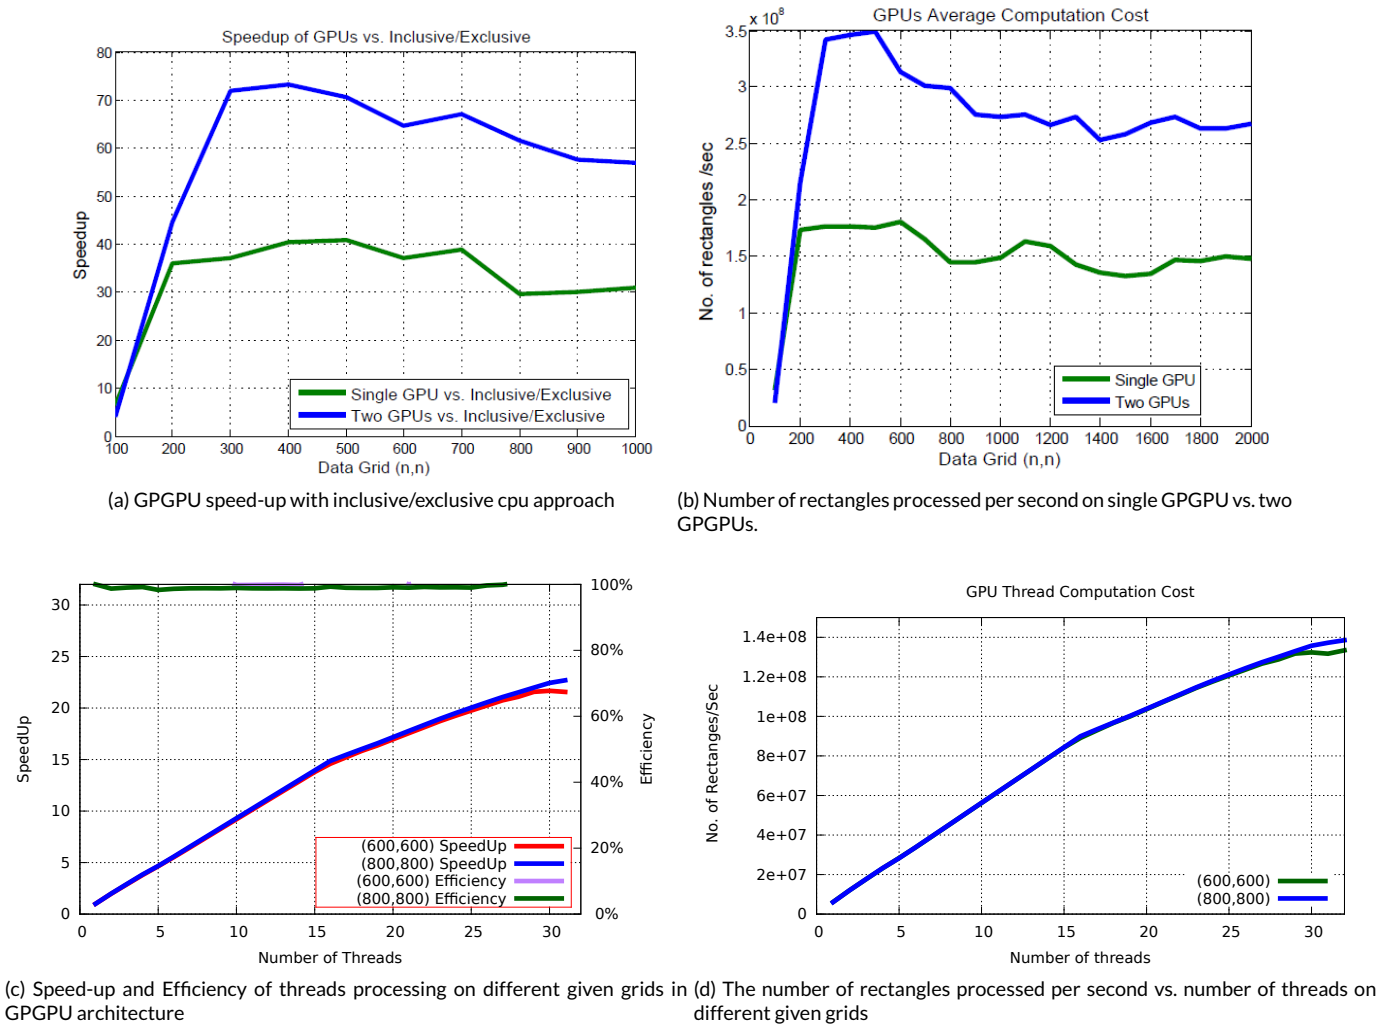 Speedup of GPUs vs. Inclusive/Exclusive
80
70
60
50
40
30
20
10
0
Speedup
100 200 300 400 500 600 700 800 900 1000
Data Grid (n,n)
Single GPU vs. Inclusive/Exclusive
Two GPUs vs. Inclusive/Exclusive
(a) GPGPU speed-up with inclusive/exclusive cpu approach
GPUs Average Computation Cost
x 10^8
3.5
3
2.5
2
1.5
1
0.5
0
No. of rectangles /sec
0 200 400 600 800 1000 1200 1400 1600 1800 2000
Data Grid (n,n)
Single GPU
Two GPUs
(b) Number of rectangles processed per second on single GPGPU vs. two
GPGPUs.
30
25
20
15
10
5
0
SpeedUp
100%
80%
60%
40%
20%
0%
Efficiency
(600,600) SpeedUp
(800,800) SpeedUp
(600,600) Efficiency
(800,800) Efficiency
0 5 10 15 20 25 30
Number of Threads
(c) Speed-up and Efficiency of threads processing on different given grids in
GPGPU architecture
GPU Thread Computation Cost
1.4e+08
1.2e+08
1e+08
8e+07
6e+07
4e+07
2e+07
0
No. of Rectanges/Sec
(600,600)
(800,800)
0 5 10 15 20 25 30
Number of threads
(d) The number of rectangles processed per second vs. number of threads on
different given grids